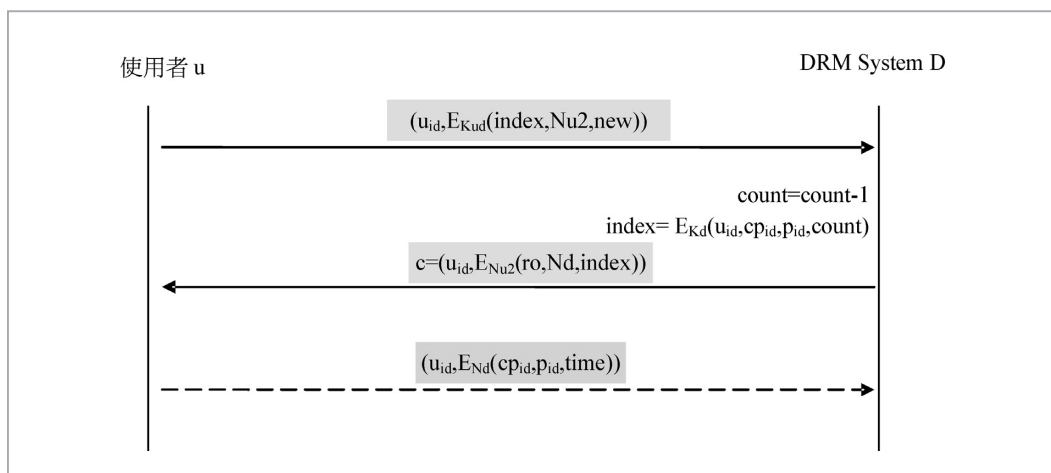 使用者 u
DRM System D
(uid,EKud(index,Nu2,new))
count=count-1
index= EKd(uid,cpid,pid,count)
c=(uid,ENu2(ro,Nd,index))
(uid,ENd(cpid,pid,time))